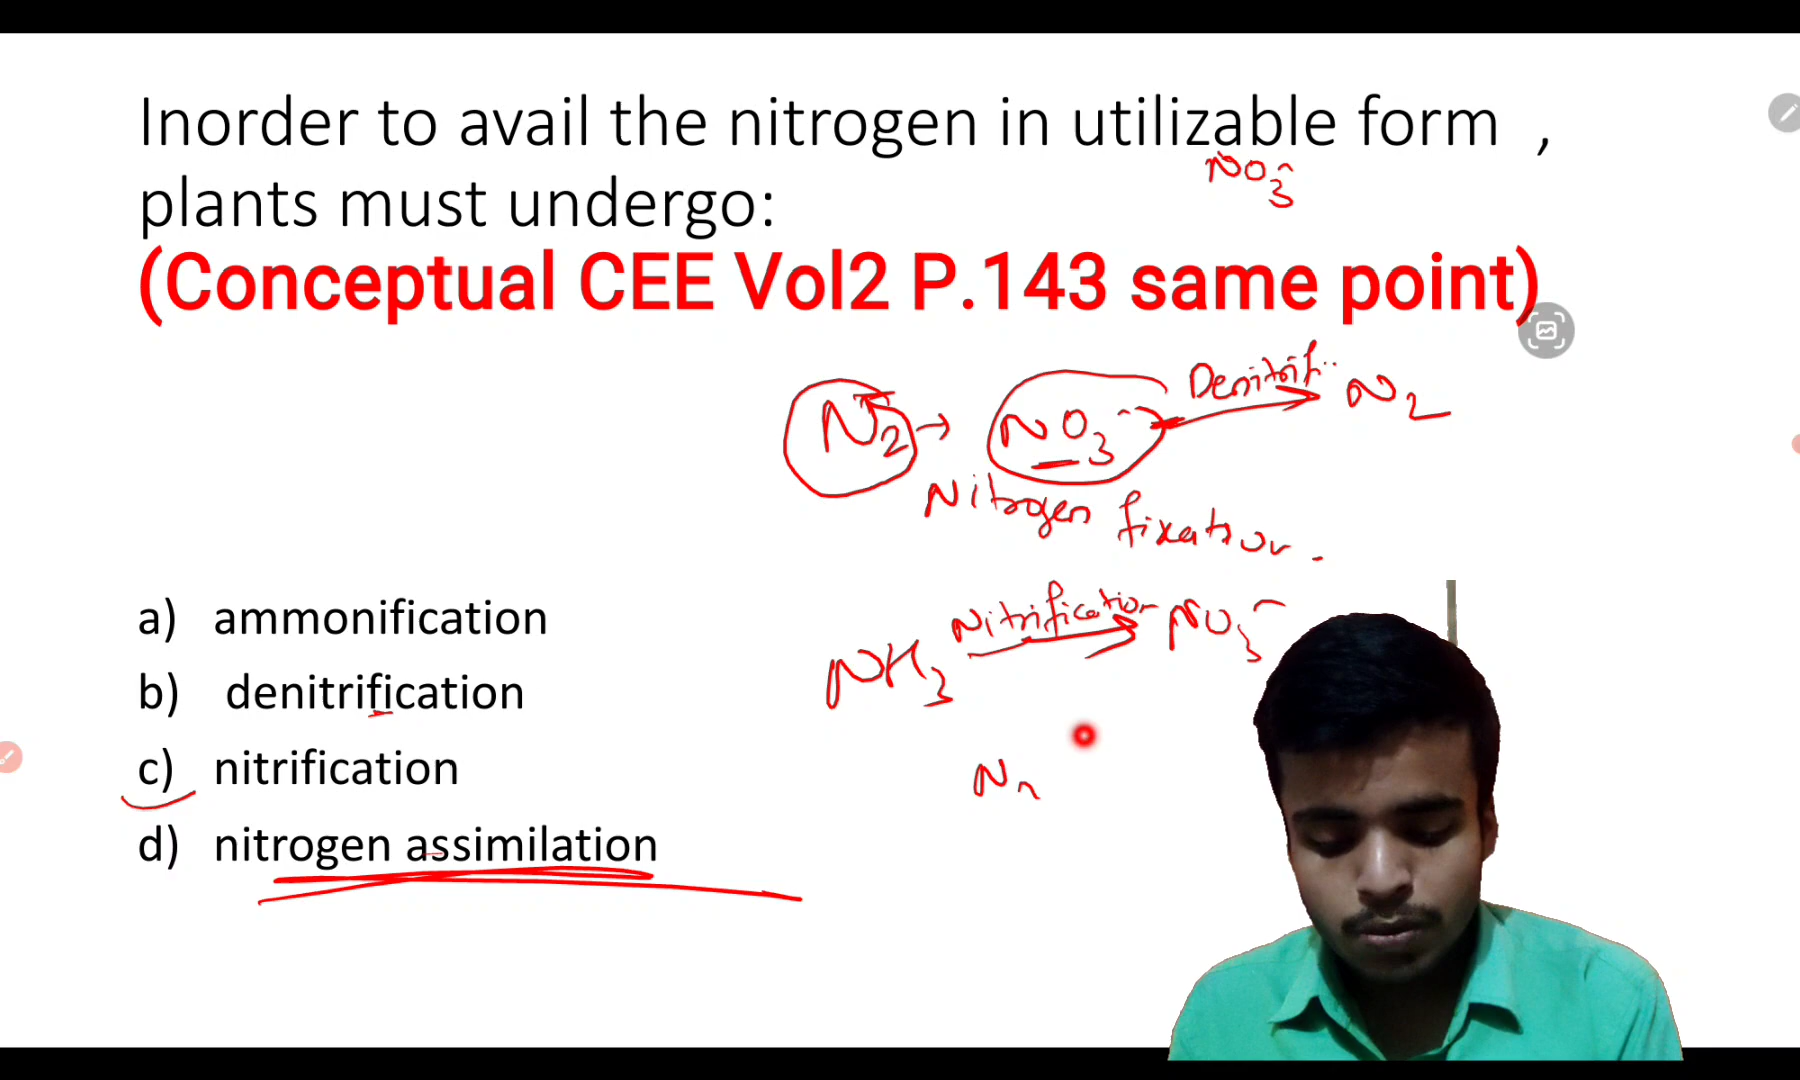 Inorder to avail the nitrogen in utilizable form ,
NO3-
plants must undergo:
(Conceptual CEE Vol2 P.143 same point)
N2 → NO3- Denitrif.. N2
Nitrogen fixation.
a) ammonification
NH3 Nitrification NO3-
b) denitrification
c) nitrification
N
d) nitrogen assimilation